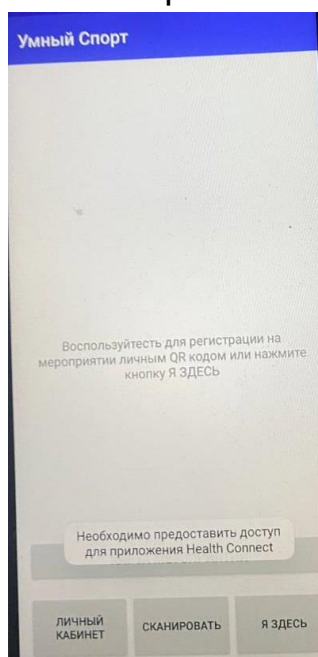 Умный Спорт
Воспользуйтесть для регистрации на
мероприятии личным QR кодом или нажмите
кнопку Я ЗДЕСЬ
Необходимо предоставить доступ
для приложения Health Connect
ЛИЧНЫЙ
КАБИНЕТ
СКАНИРОВАТЬ
Я ЗДЕСЬ